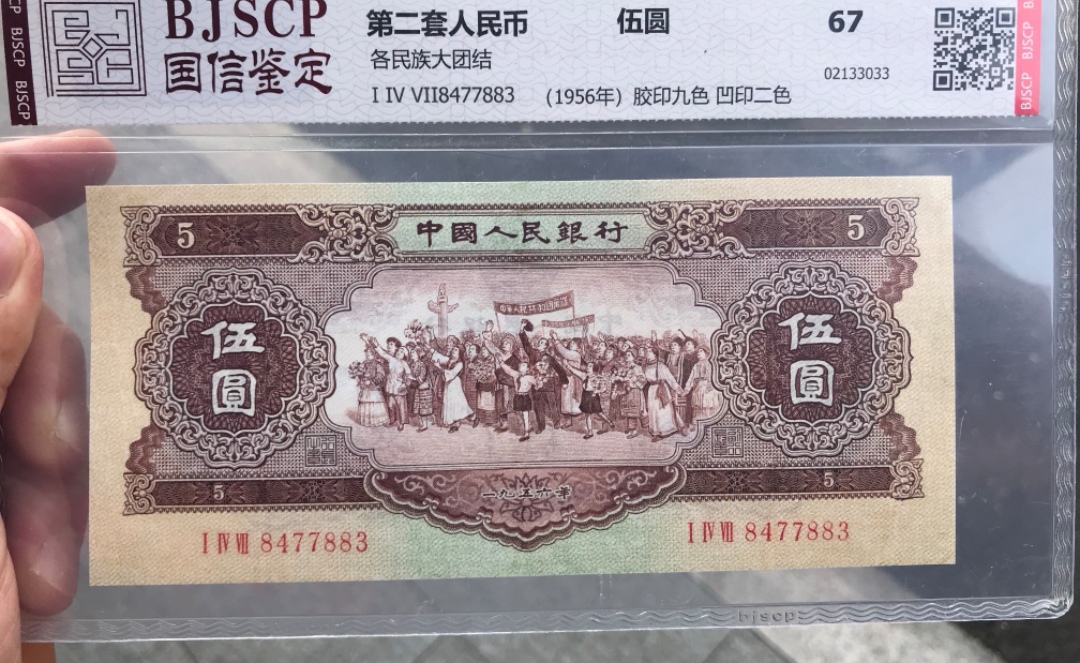 BJSCP
国信鉴定
第二套人民币 伍圆 67
各民族大团结
02133033
I IV VII8477883 (1956年) 胶印九色 凹印二色
BJSCP
BJSCP
BJSCP
5 中國人民銀行 5
伍圓
伍圓
5 一九五六年 5
I IV VII 8477883 I IV VII 8477883
bjscp